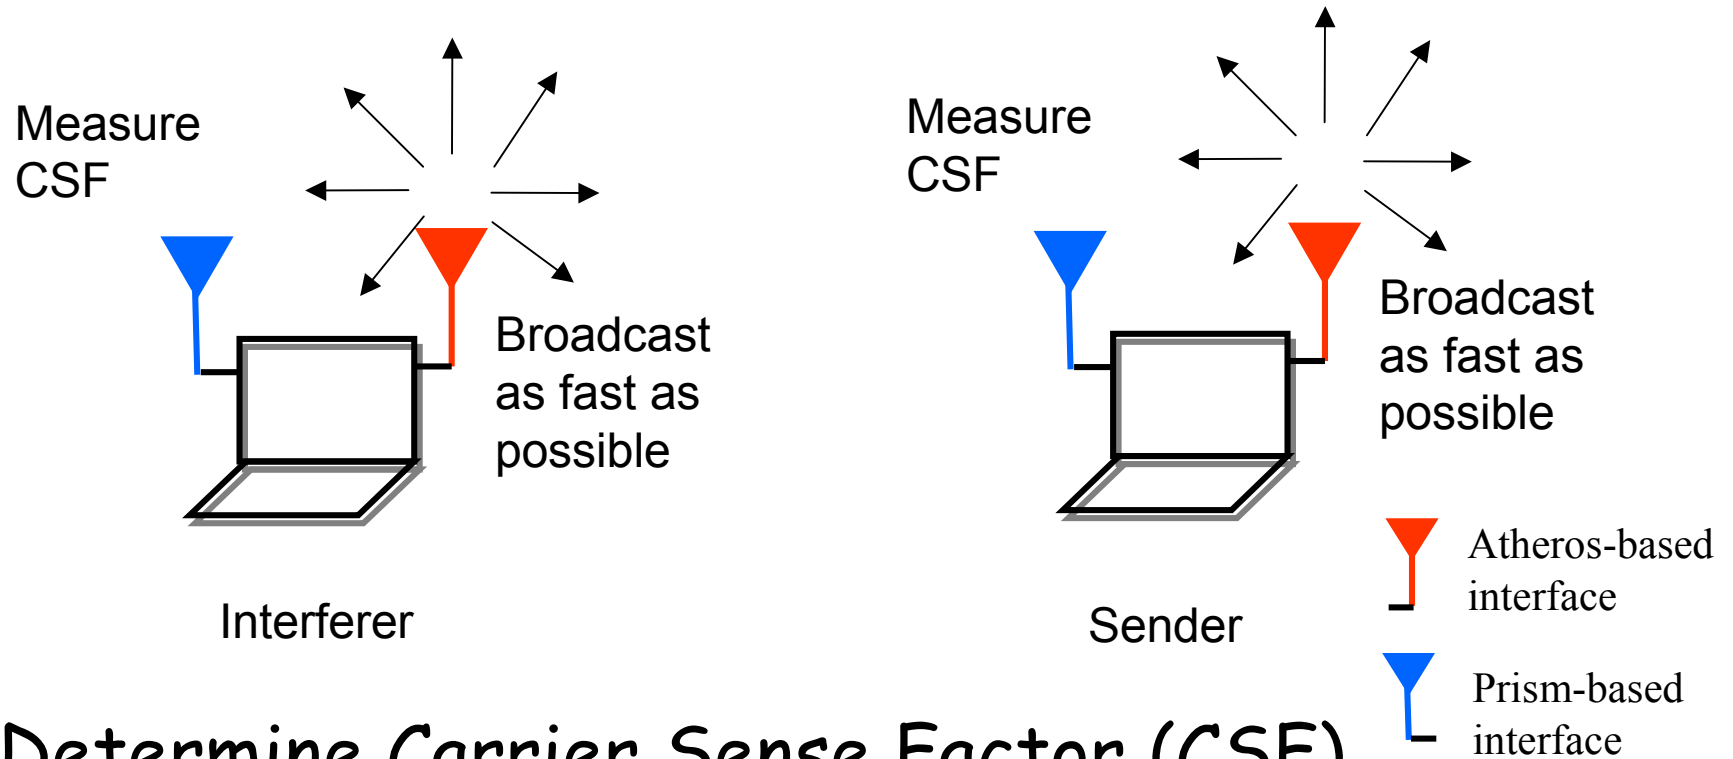 Measure
CSF
Broadcast
as fast as
possible
Interferer
Measure
CSF
Broadcast
as fast as
possible
Sender
Atheros-based
interface
Prism-based
interface
Determine Carrier Sense Factor (CSF)